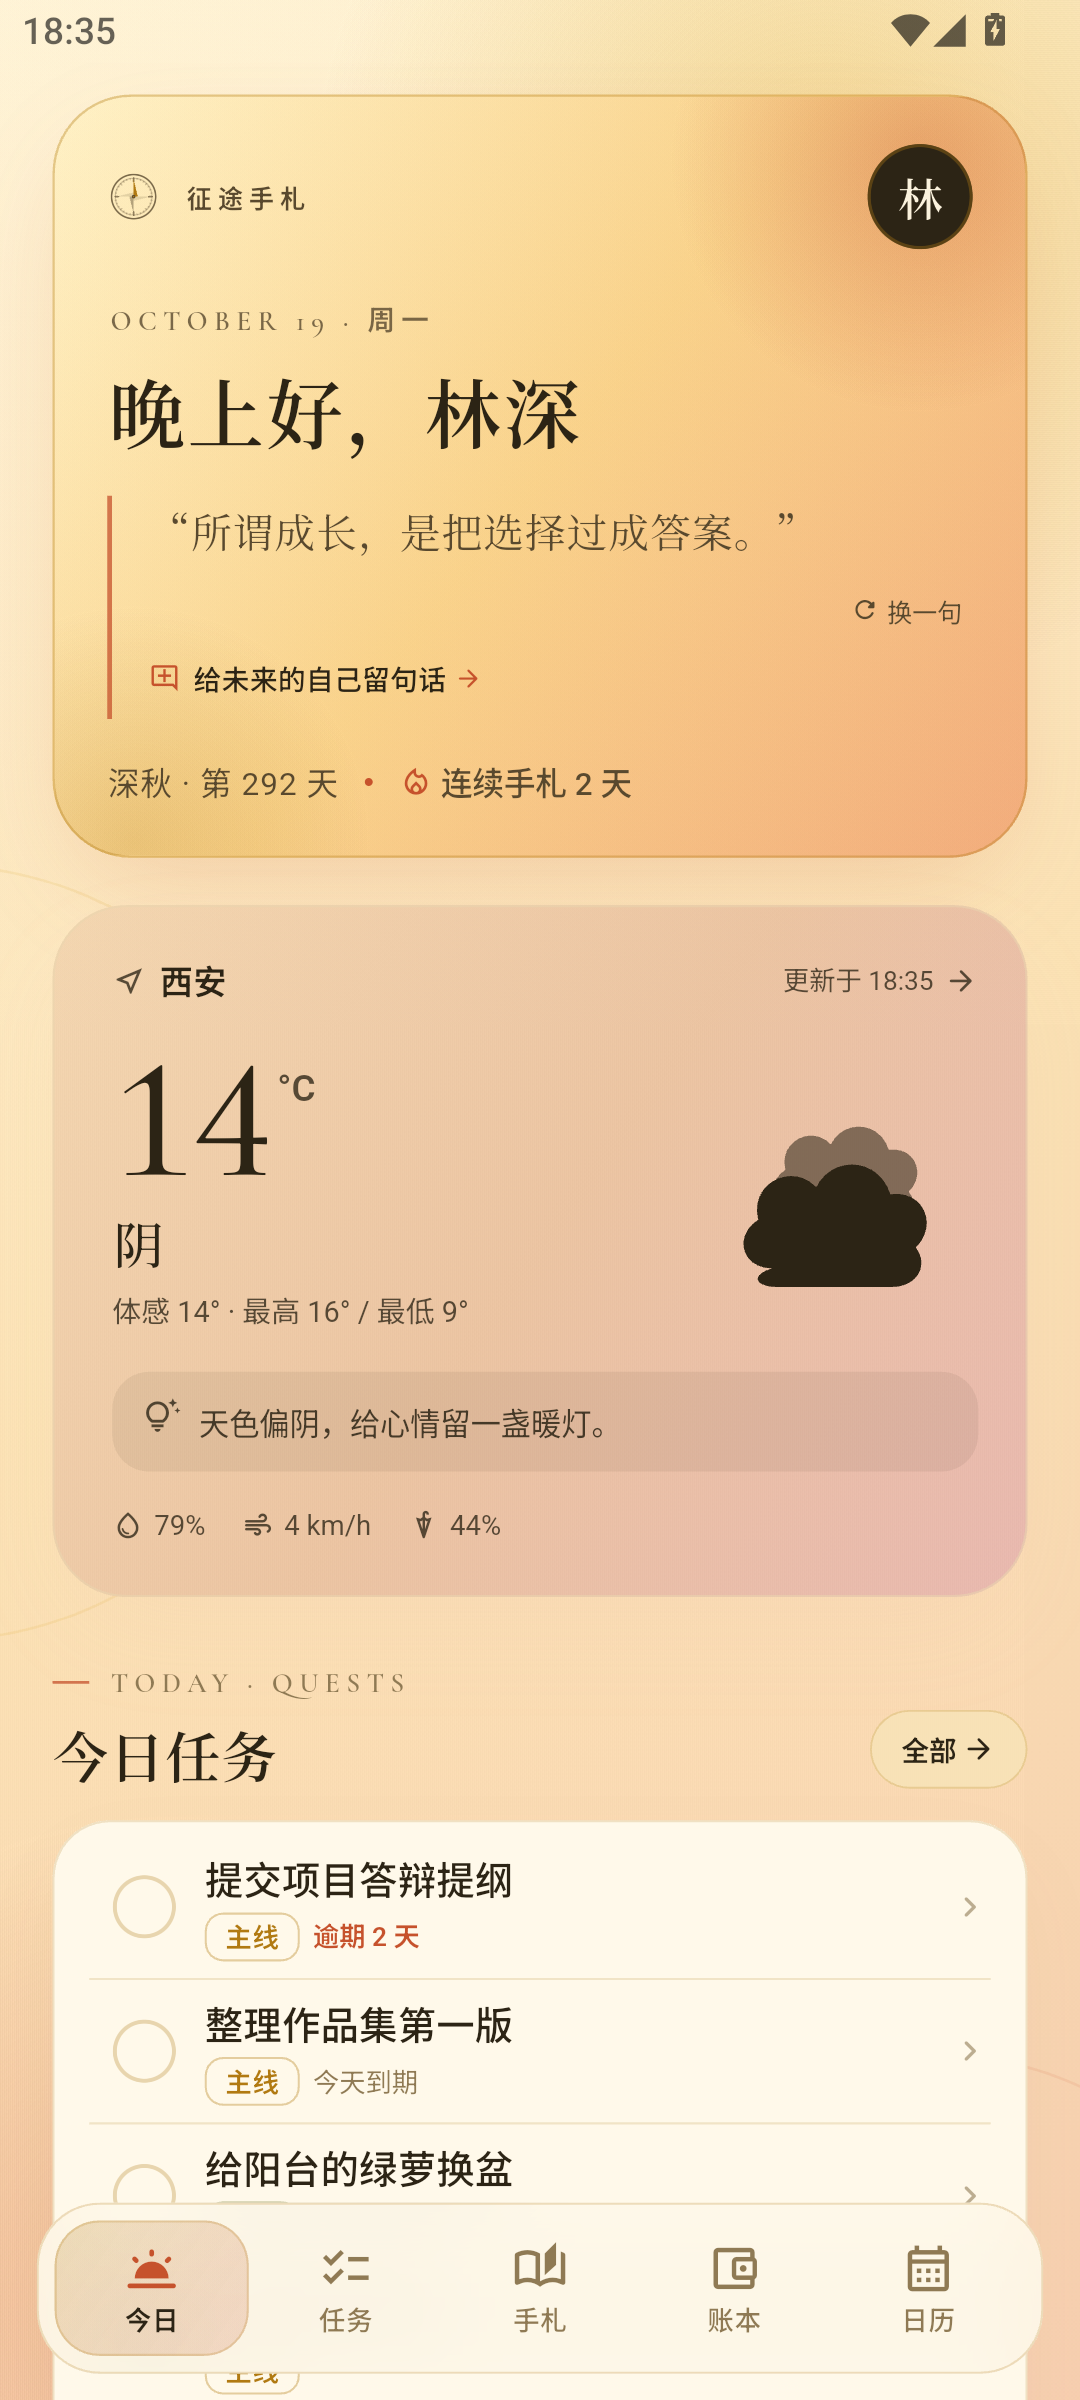 18:35
征途手札
林
OCTOBER 19 · 周一
晚上好，林深
“所谓成长，是把选择过成答案。”
换一句
给未来的自己留句话
深秋 · 第 292 天 • 连续手札 2 天
西安
更新于 18:35
14°C
阴
体感 14° · 最高 16° / 最低 9°
天色偏阴，给心情留一盏暖灯。
79% 4 km/h 44%
TODAY · QUESTS
今日任务
全部
提交项目答辩提纲
主线 逾期 2 天
整理作品集第一版
主线 今天到期
给阳台的绿萝换盆
今日 任务 手札 账本 日历
主线